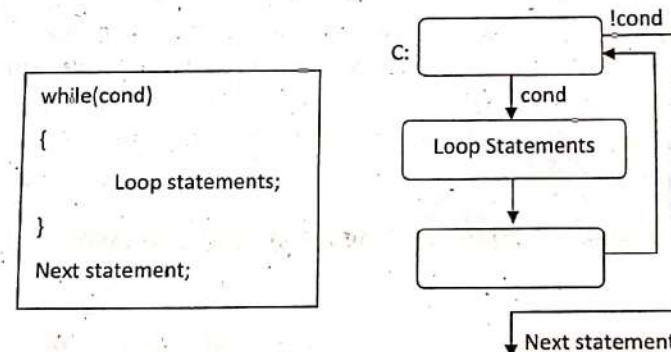 while(cond)
{
Loop statements;
}
Next statement;
!cond
C:
cond
Loop Statements
Next statement